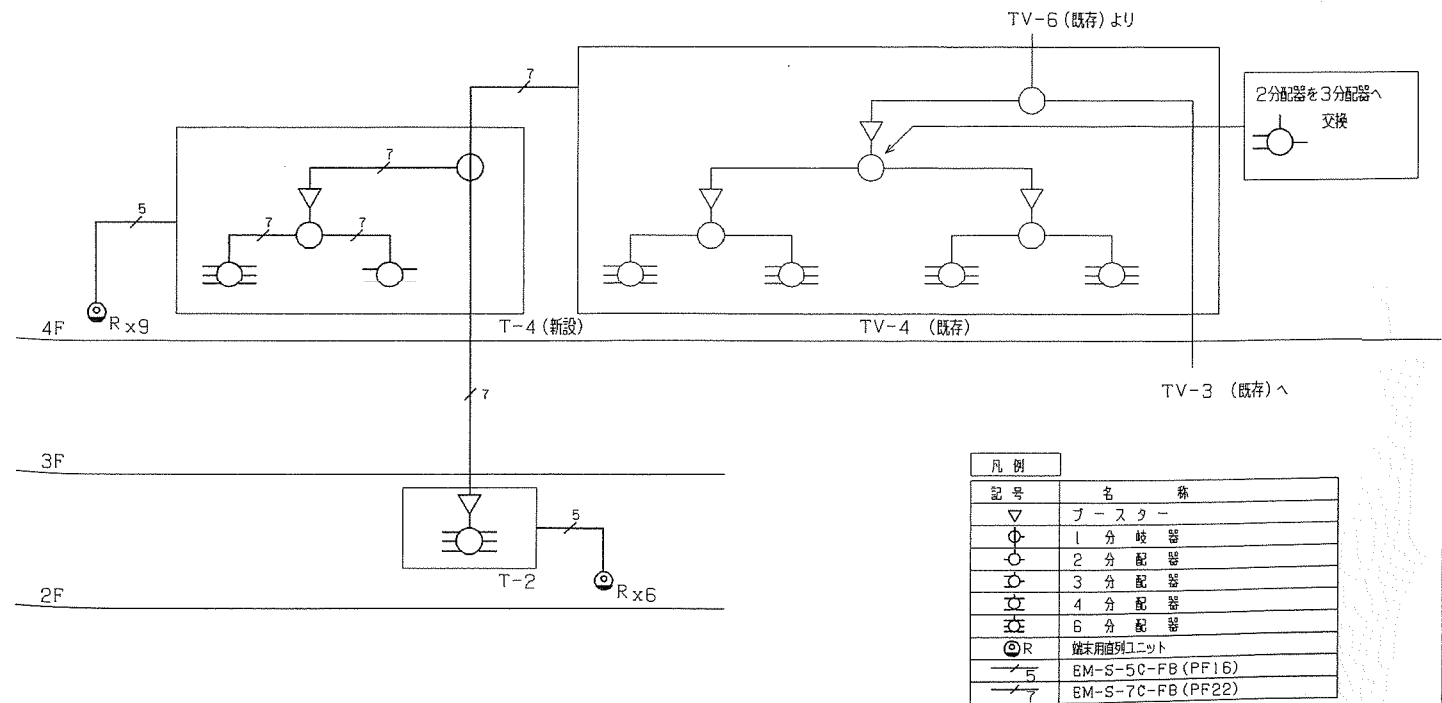 TV-6 (既存) より
7
2分配器を3分配器へ
交換
7
5
7
7
R x9
4F
T-4 (新設)
TV-4 (既存)
TV-3 (既存) へ
7
3F
5
T-2
R x6
2F
凡 例
記 号 名 称
ブ ー ス タ ー
1 分 岐 器
2 分 配 器
3 分 配 器
4 分 配 器
6 分 配 器
R 端末用直列ユニット
5 EM-S-5C-FB (PF16)
7 EM-S-7C-FB (PF22)